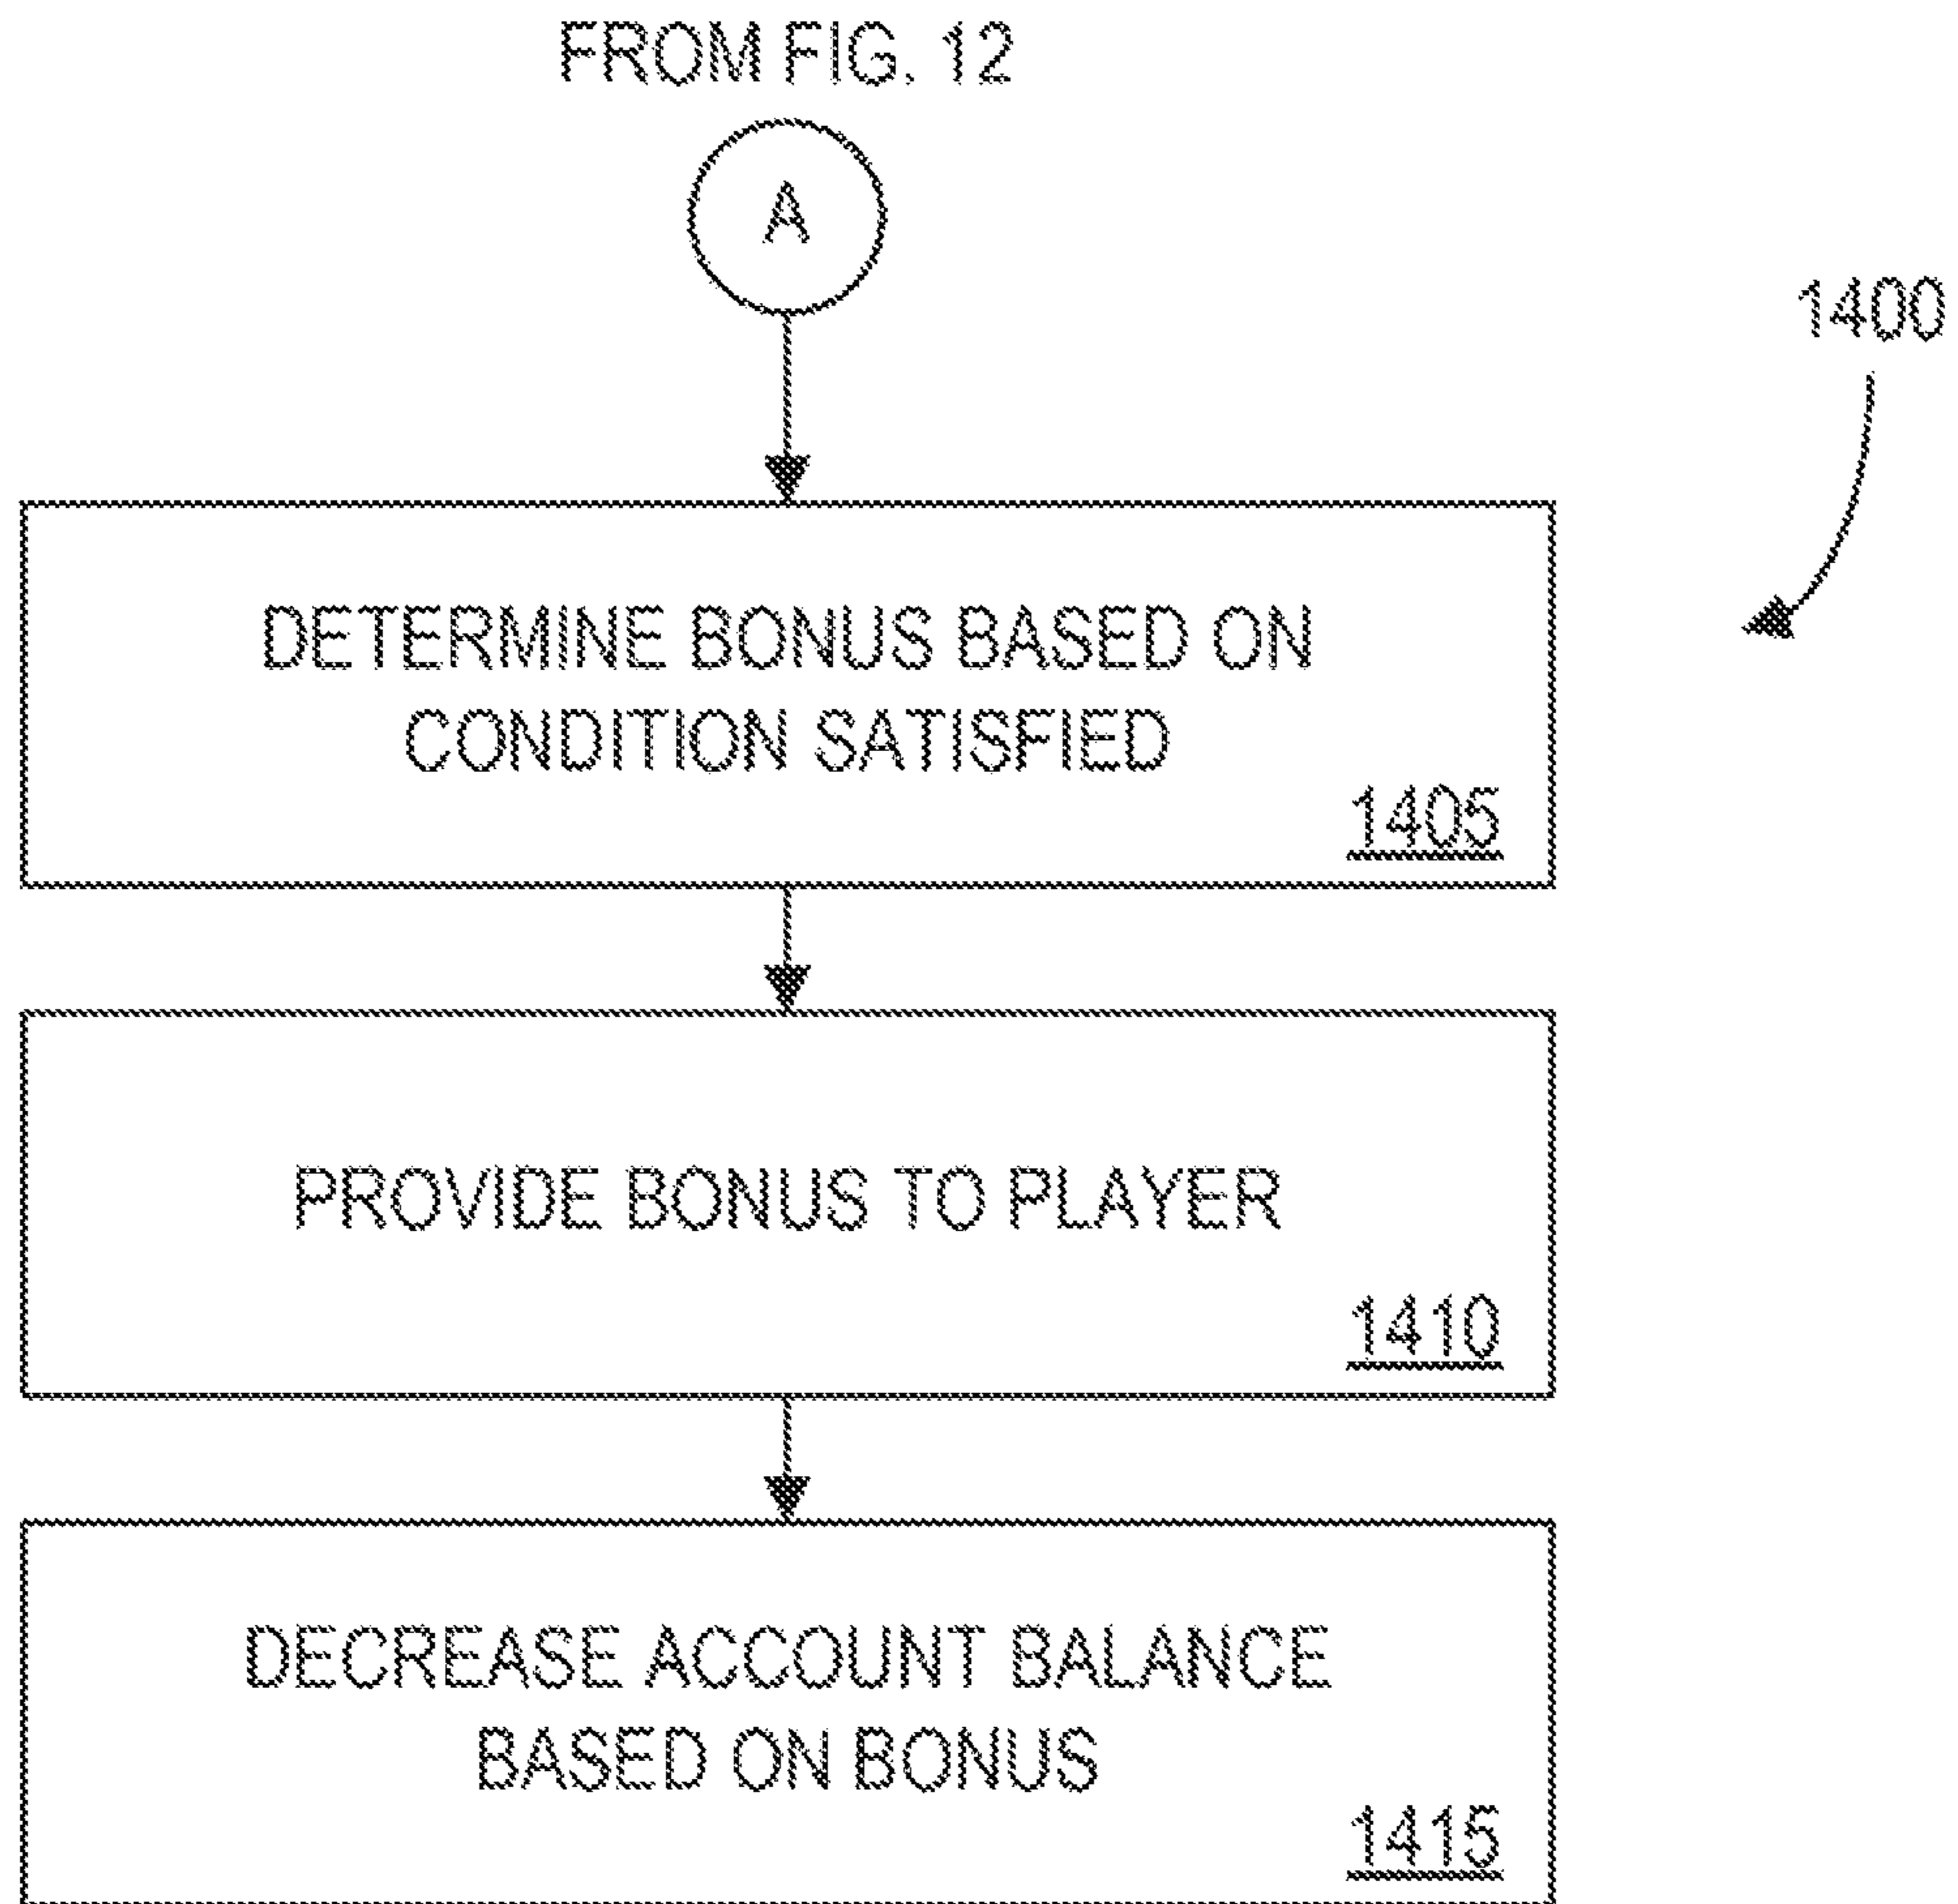 FROM FIG. 12
A
1400
DETERMINE BONUS BASED ON
CONDITION SATISFIED
1405
PROVIDE BONUS TO PLAYER
1410
DECREASE ACCOUNT BALANCE
BASED ON BONUS
1415